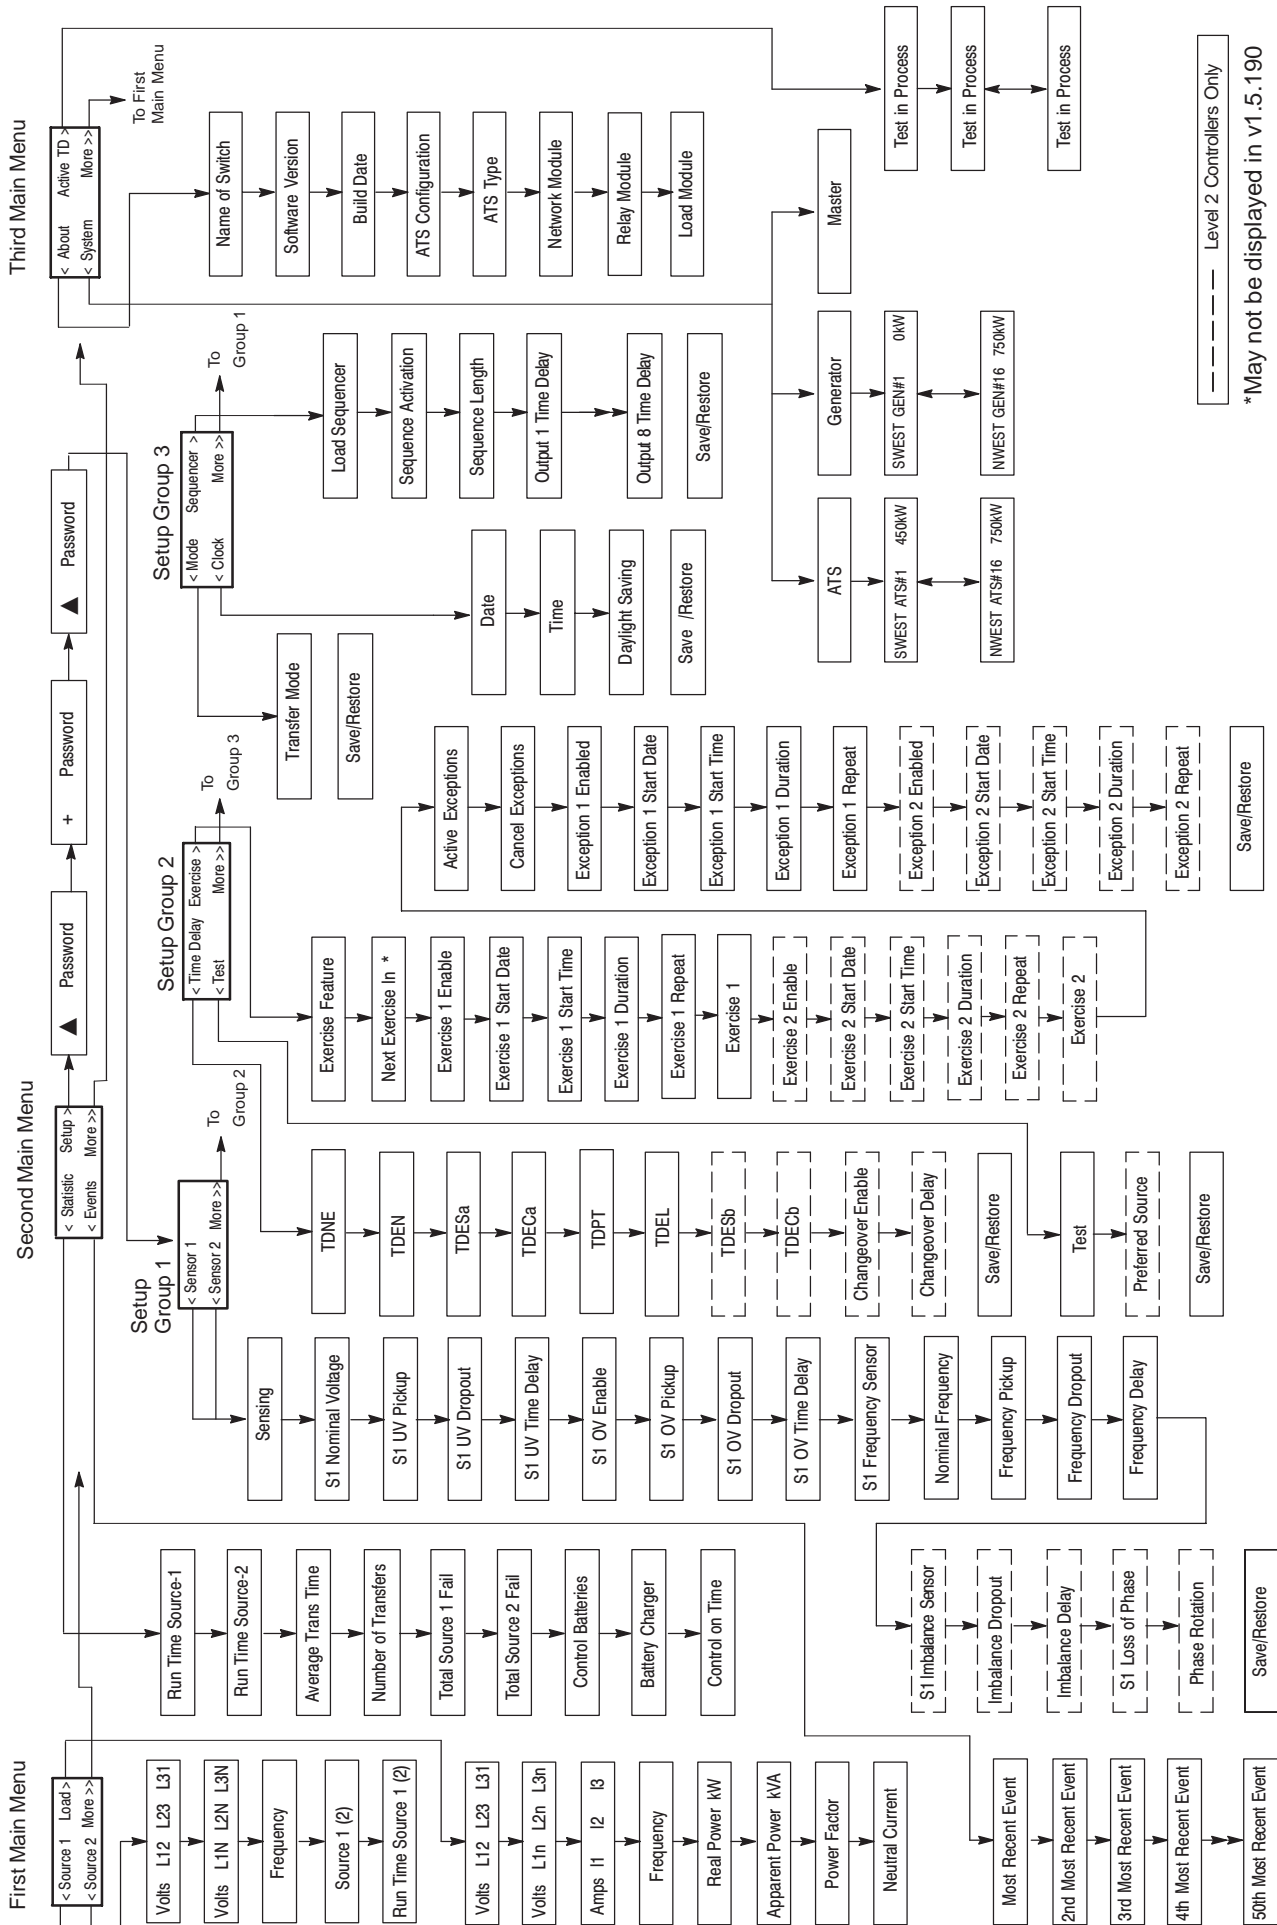 First Main Menu
< Source 1 Load >
< Source 2 More >>
Volts L12 L23 L31
Volts L1N L2N L3N
Frequency
Source 1 (2)
Run Time Source 1 (2)
Volts L12 L23 L31
Volts L1n L2n L3n
Amps I1 I2 I3
Frequency
Real Power kW
Apparent Power kVA
Power Factor
Neutral Current
Second Main Menu
< Statistic Setup >
< Events More >>
Run Time Source-1
Run Time Source-2
Average Trans Time
Number of Transfers
Total Source 1 Fail
Total Source 2 Fail
Control Batteries
Battery Charger
Control on Time
Most Recent Event
2nd Most Recent Event
3rd Most Recent Event
4th Most Recent Event
50th Most Recent Event
▲ Password
+ Password
▲ Password
Setup
Group 1
< Sensor 1
< Sensor 2 More >>
To
Group 2
Sensing
S1 Nominal Voltage
S1 UV Pickup
S1 UV Dropout
S1 UV Time Delay
S1 OV Enable
S1 OV Pickup
S1 OV Dropout
S1 OV Time Delay
S1 Frequency Sensor
Nominal Frequency
Frequency Pickup
Frequency Dropout
Frequency Delay
S1 Imbalance Sensor
Imbalance Dropout
Imbalance Delay
S1 Loss of Phase
Phase Rotation
Save/Restore
Setup Group 2
< Time Delay Exercise >
< Test More >>
To
Group 3
TDNE
TDEN
TDESa
TDECa
TDPT
TDEL
TDESb
TDECb
Changeover Enable
Changeover Delay
Save/Restore
Test
Preferred Source
Save/Restore
Exercise Feature
Next Exercise In *
Exercise 1 Enable
Exercise 1 Start Date
Exercise 1 Start Time
Exercise 1 Duration
Exercise 1 Repeat
Exercise 1
Exercise 2 Enable
Exercise 2 Start Date
Exercise 2 Start Time
Exercise 2 Duration
Exercise 2 Repeat
Exercise 2
Active Exceptions
Cancel Exceptions
Exception 1 Enabled
Exception 1 Start Date
Exception 1 Start Time
Exception 1 Duration
Exception 1 Repeat
Exception 2 Enabled
Exception 2 Start Date
Exception 2 Start Time
Exception 2 Duration
Exception 2 Repeat
Save/Restore
Setup Group 3
< Mode Sequencer >
< Clock More >>
To
Group 1
Transfer Mode
Save/Restore
Date
Time
Daylight Saving
Save /Restore
Load Sequencer
Sequence Activation
Sequence Length
Output 1 Time Delay
Output 8 Time Delay
Save/Restore
Third Main Menu
< About Active TD >
< System More >>
To First
Main Menu
Name of Switch
Software Version
Build Date
ATS Configuration
ATS Type
Network Module
Relay Module
Load Module
ATS
SWEST ATS#1 450kW
NWEST ATS#16 750kW
Generator
SWEST GEN#1 0kW
NWEST GEN#16 750kW
Master
Test in Process
Test in Process
Test in Process
Level 2 Controllers Only
*May not be displayed in v1.5.190